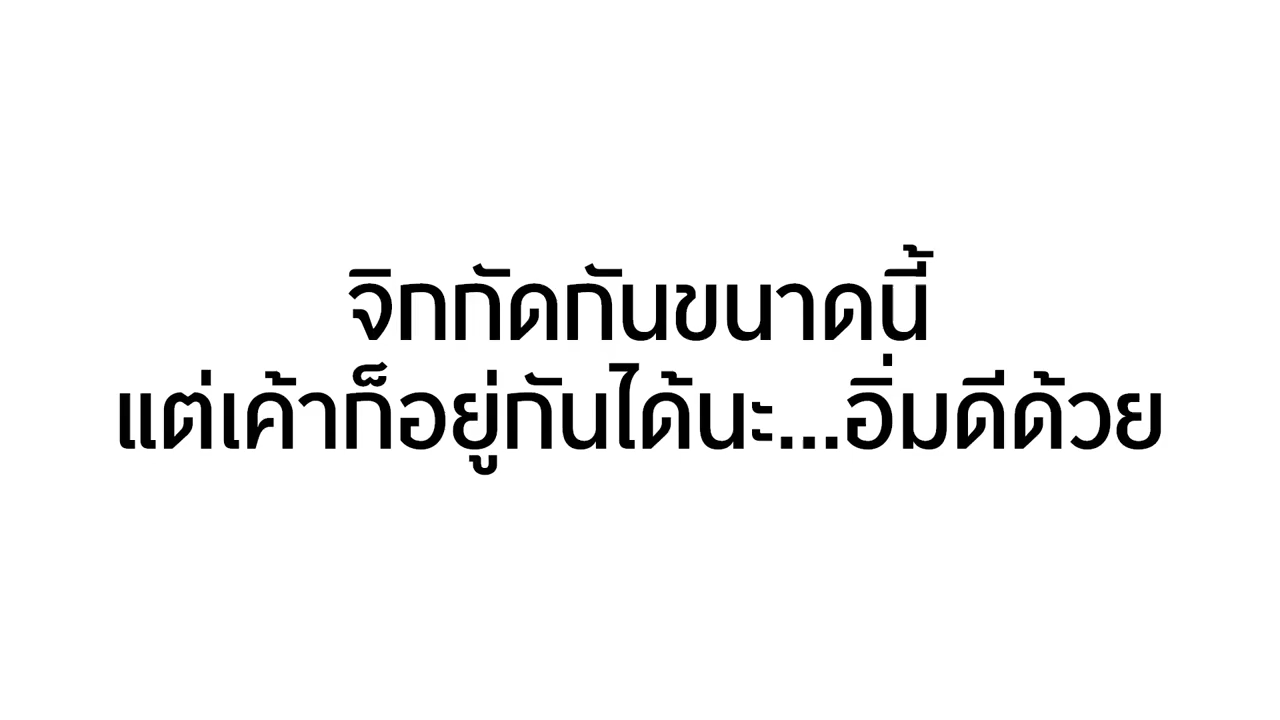 จิกกัดกันขนาดนี้
แต่เค้าก็อยู่กันได้นะ...อิ่มดีด้วย